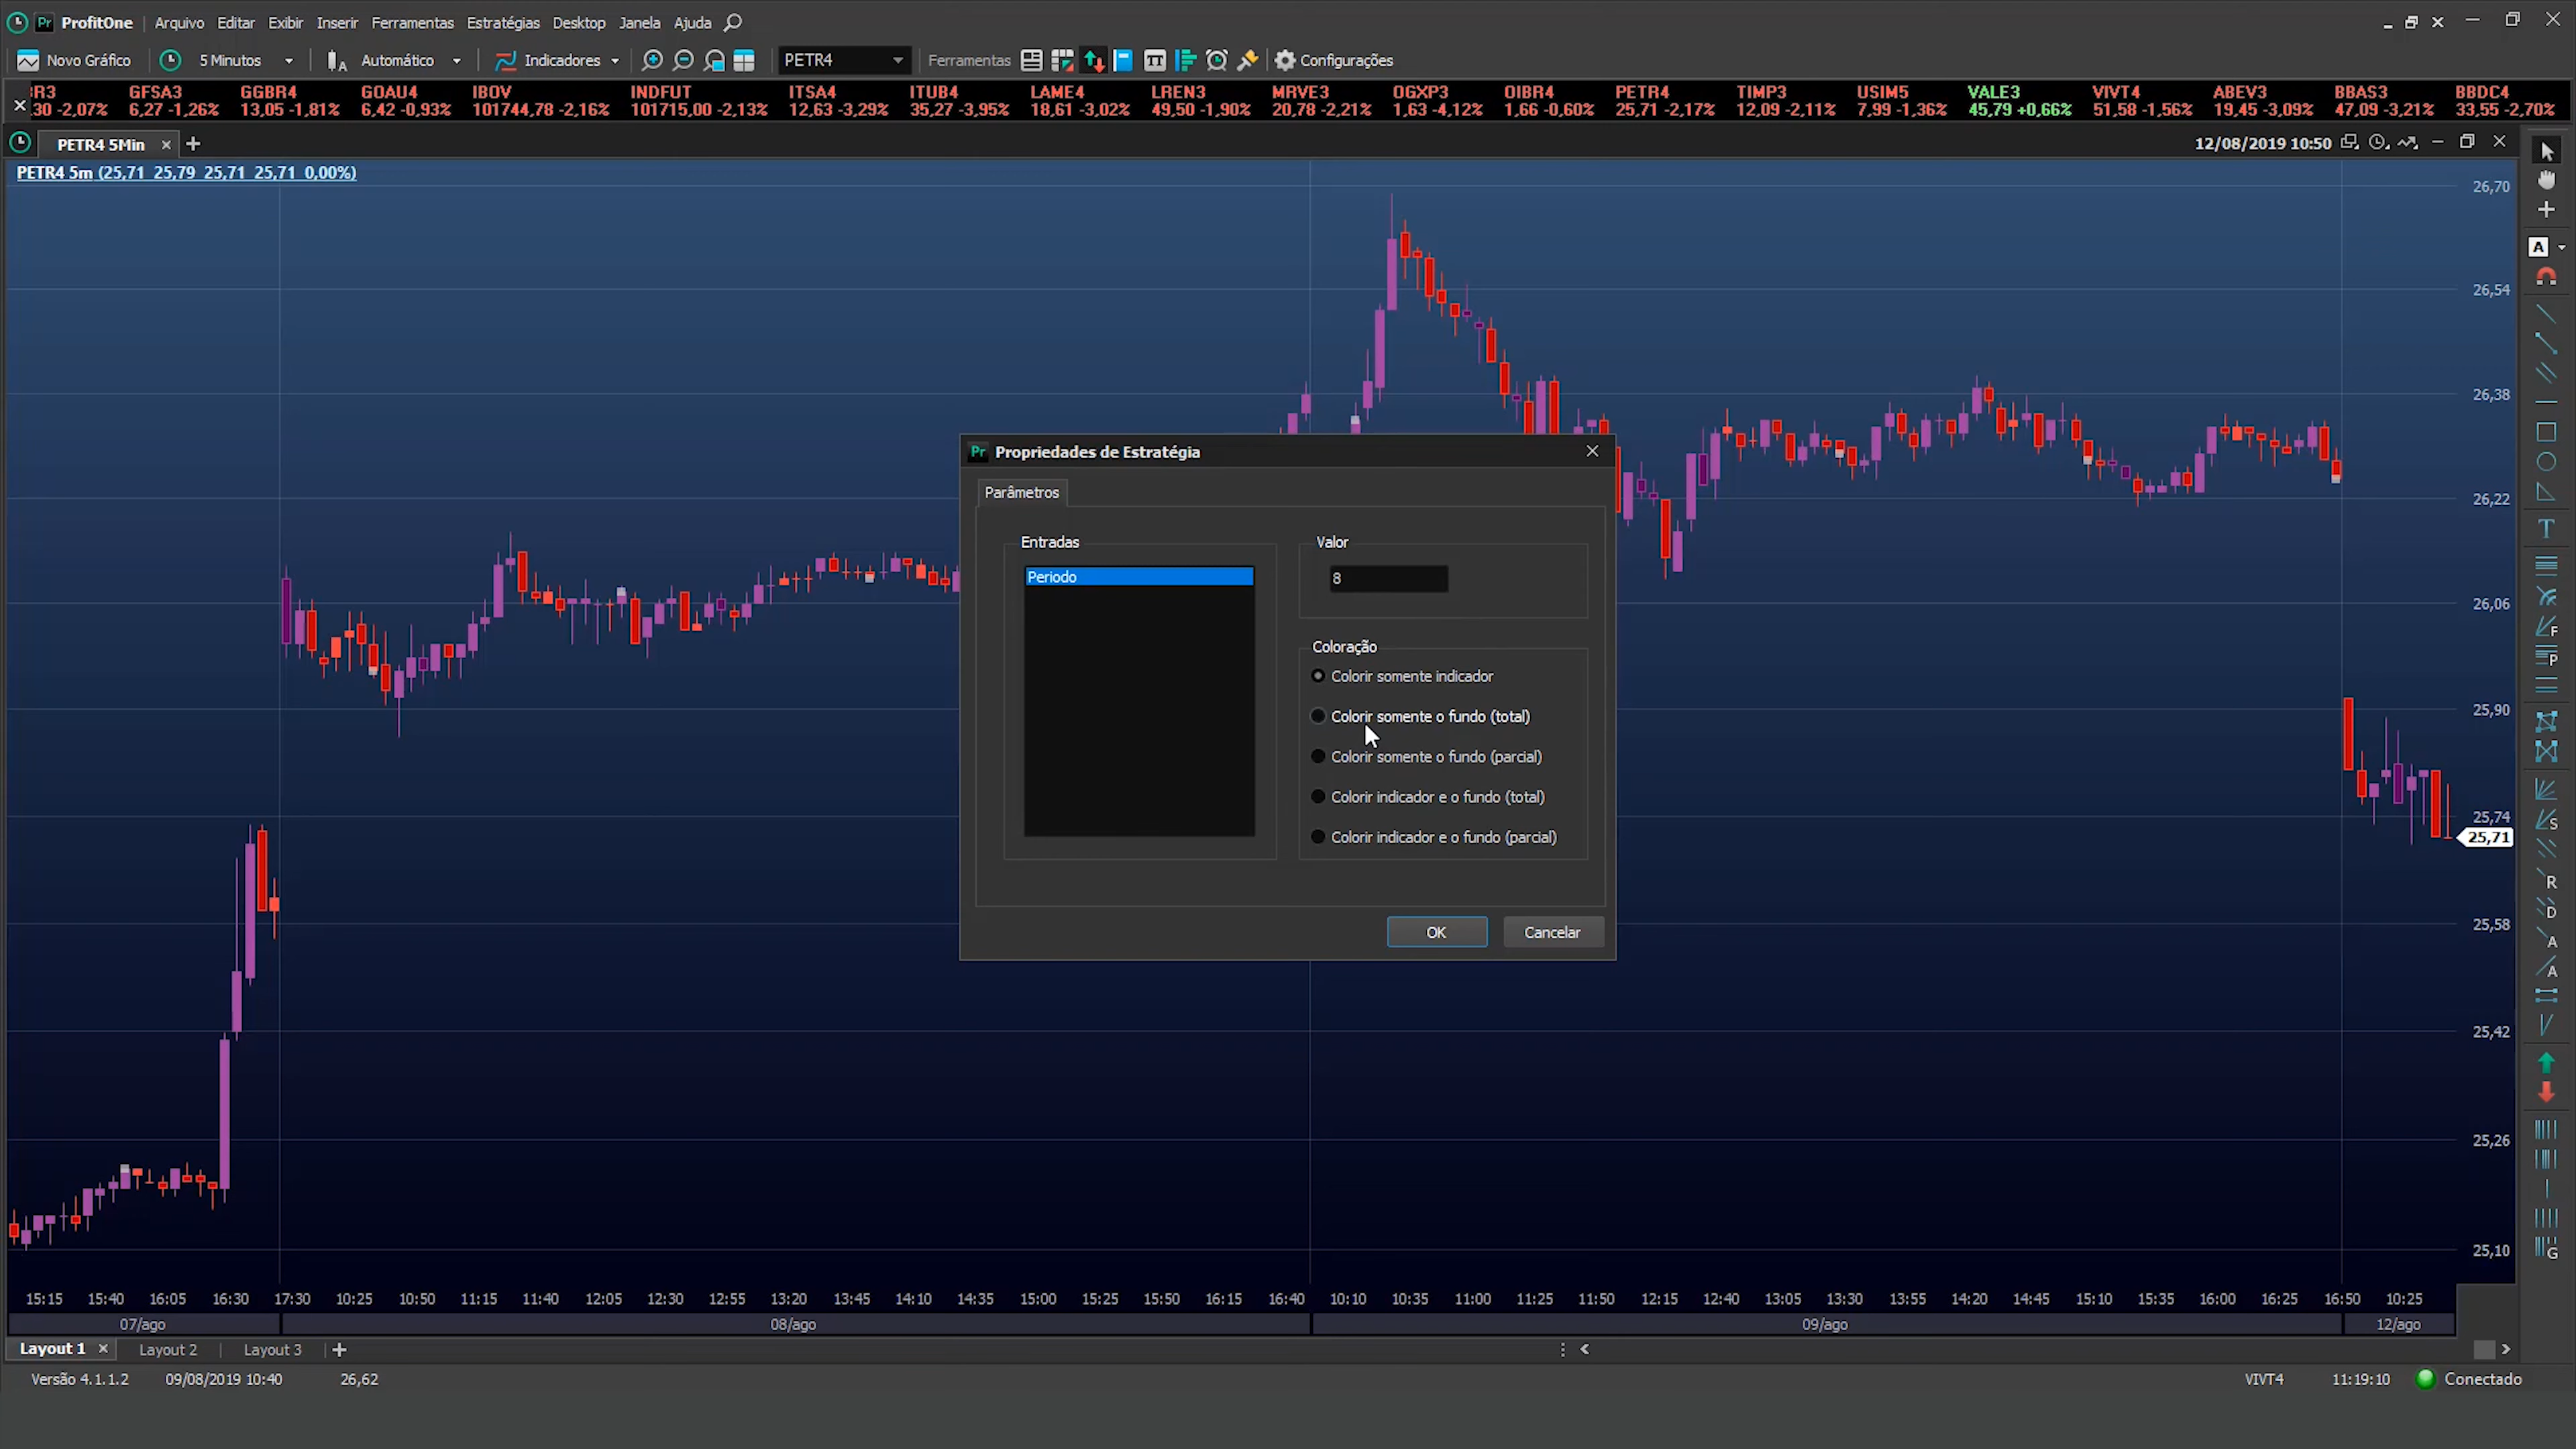 Pr ProfitOne Arquivo Editar Exibir Inserir Ferramentas Estratégias Desktop Janela Ajuda
Novo Gráfico 5 Minutos A Automático Indicadores PETR4 Ferramentas TT Configurações
IR3 GFSA3 GGBR4 GOAU4 IBOV INDFUT ITSA4 ITUB4 LAME4 LREN3 MRVE3 OGXP3 OIBR4 PETR4 TIMP3 USIM5 VALE3 VIVT4 ABEV3 BBAS3 BBDC4
.30 -2,07% 6,27 -1,26% 13,05 -1,81% 6,42 -0,93% 101744,78 -2,16% 101715,00 -2,13% 12,63 -3,29% 35,27 -3,95% 18,61 -3,02% 49,50 -1,90% 20,78 -2,21% 1,63 -4,12% 1,66 -0,60% 25,71 -2,17% 12,09 -2,11% 7,99 -1,36% 45,79 +0,66% 51,58 -1,56% 19,45 -3,09% 47,09 -3,21% 33,55 -2,70%
PETR4 5Min 12/08/2019 10:50
PETR4 5m (25,71 25,79 25,71 25,71 0,00%)
26,70
26,54
26,38
26,22
26,06
25,90
25,74
25,71
25,58
25,42
25,26
25,10
Pr Propriedades de Estratégia
Parâmetros
Entradas
Periodo
Valor
8
Coloração
Colorir somente indicador
Colorir somente o fundo (total)
Colorir somente o fundo (parcial)
Colorir indicador e o fundo (total)
Colorir indicador e o fundo (parcial)
OK Cancelar
A
T
F
P
S
R
D
A
A
G
15:15 15:40 16:05 16:30 17:30 10:25 10:50 11:15 11:40 12:05 12:30 12:55 13:20 13:45 14:10 14:35 15:00 15:25 15:50 16:15 16:40 10:10 10:35 11:00 11:25 11:50 12:15 12:40 13:05 13:30 13:55 14:20 14:45 15:10 15:35 16:00 16:25 16:50 10:25
07/ago 08/ago 09/ago 12/ago
Layout 1 Layout 2 Layout 3
Versão 4.1.1.2 09/08/2019 10:40 26,62 VIVT4 11:19:10 Conectado